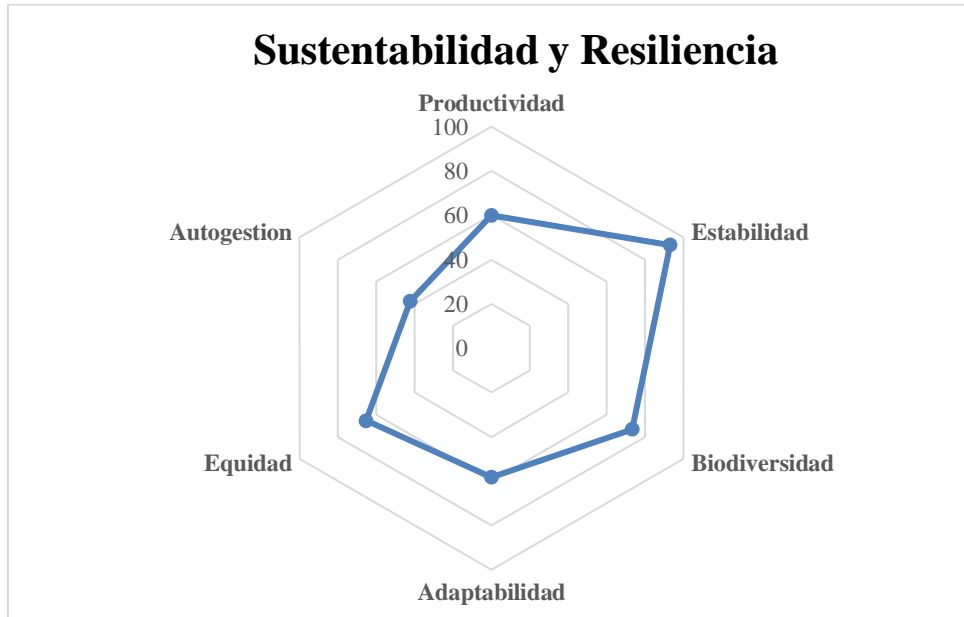 Sustentabilidad y Resiliencia
Productividad
100
80
60
40
20
0
Autogestion
Estabilidad
Equidad
Biodiversidad
Adaptabilidad